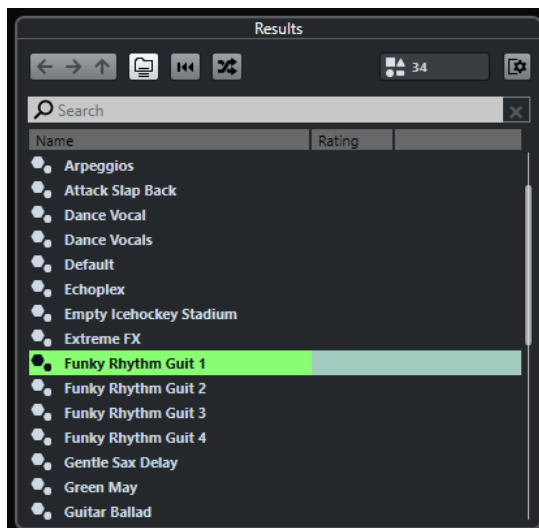 Results
34
Search
Name Rating
Arpeggios
Attack Slap Back
Dance Vocal
Dance Vocals
Default
Echoplex
Empty Icehockey Stadium
Extreme FX
Funky Rhythm Guit 1
Funky Rhythm Guit 2
Funky Rhythm Guit 3
Funky Rhythm Guit 4
Gentle Sax Delay
Green May
Guitar Ballad